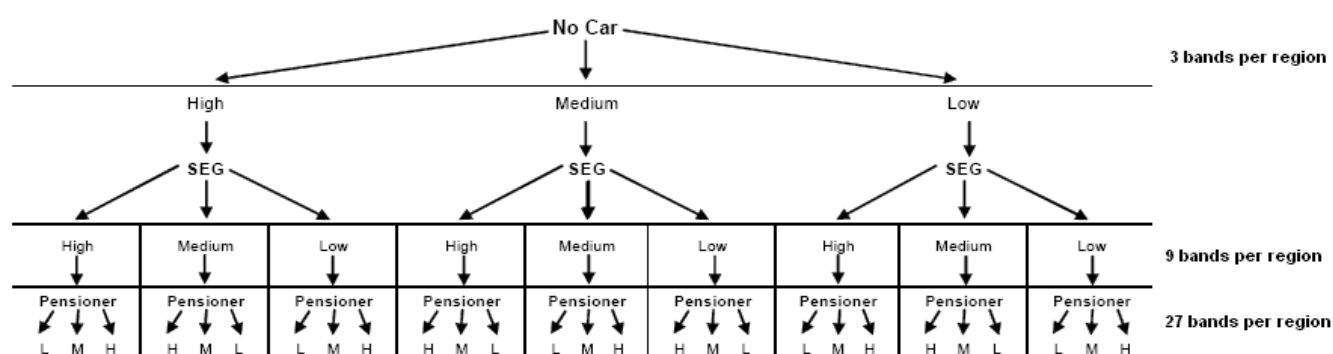 No Car
3 bands per region
High Medium Low
SEG SEG SEG
High Medium Low High Medium Low High Medium Low
9 bands per region
Pensioner Pensioner Pensioner Pensioner Pensioner Pensioner Pensioner Pensioner Pensioner
27 bands per region
L M H H M L L M H H M L L M H H M L L M H H M L L M H